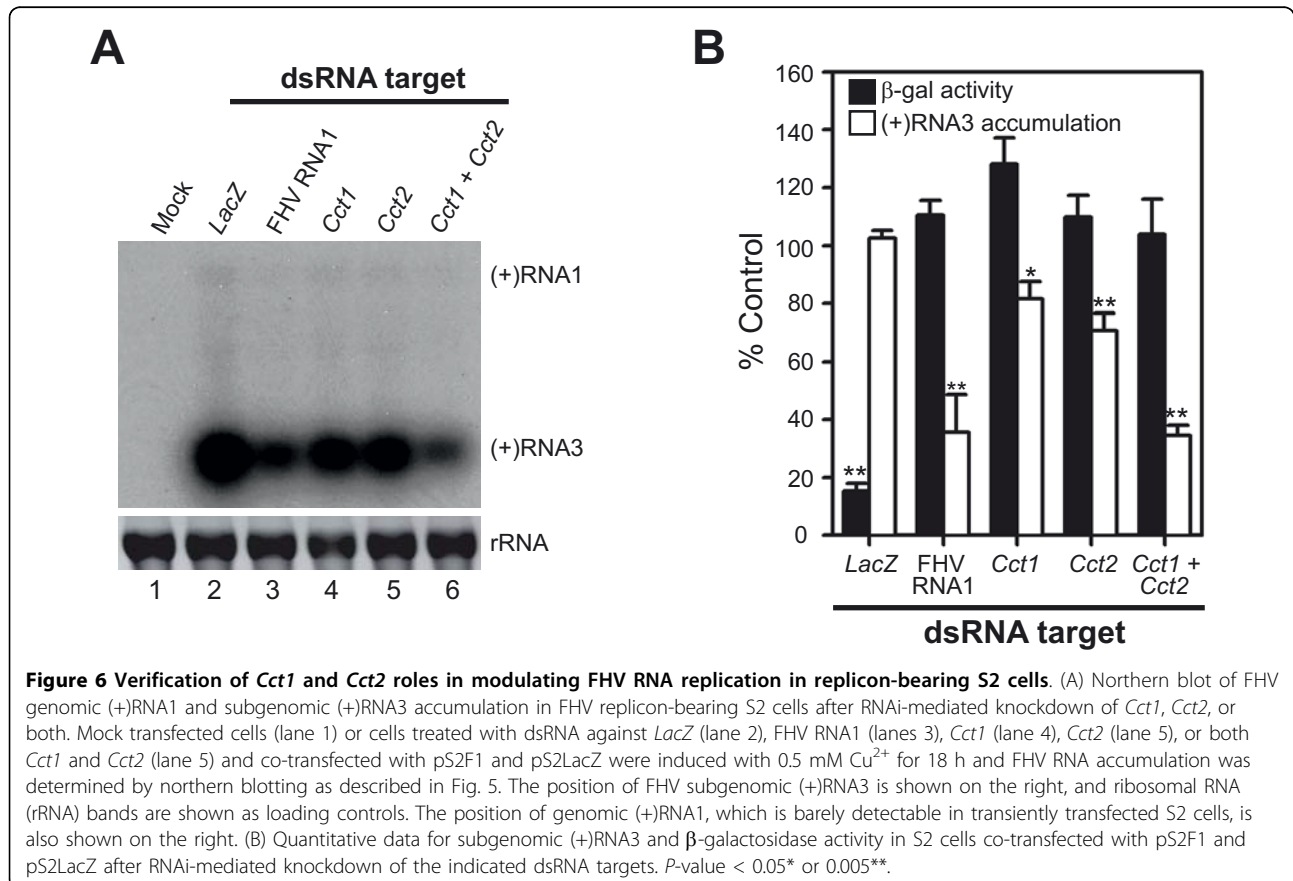 A
dsRNA target
Mock
LacZ
FHV RNA1
Cct1
Cct2
Cct1 + Cct2
(+)RNA1
(+)RNA3
rRNA
1 2 3 4 5 6
B
β-gal activity
(+)RNA3 accumulation
% Control
160
140
120
100
80
60
40
20
0
**
**
*
**
**
LacZ
FHV
RNA1
Cct1
Cct2
Cct1 +
Cct2
dsRNA target
Figure 6 Verification of Cct1 and Cct2 roles in modulating FHV RNA replication in replicon-bearing S2 cells. (A) Northern blot of FHV
genomic (+)RNA1 and subgenomic (+)RNA3 accumulation in FHV replicon-bearing S2 cells after RNAi-mediated knockdown of Cct1, Cct2, or
both. Mock transfected cells (lane 1) or cells treated with dsRNA against LacZ (lane 2), FHV RNA1 (lanes 3), Cct1 (lane 4), Cct2 (lane 5), or both
Cct1 and Cct2 (lane 5) and co-transfected with pS2F1 and pS2LacZ were induced with 0.5 mM Cu²⁺ for 18 h and FHV RNA accumulation was
determined by northern blotting as described in Fig. 5. The position of FHV subgenomic (+)RNA3 is shown on the right, and ribosomal RNA
(rRNA) bands are shown as loading controls. The position of genomic (+)RNA1, which is barely detectable in transiently transfected S2 cells, is
also shown on the right. (B) Quantitative data for subgenomic (+)RNA3 and β-galactosidase activity in S2 cells co-transfected with pS2F1 and
pS2LacZ after RNAi-mediated knockdown of the indicated dsRNA targets. P-value < 0.05* or 0.005**.